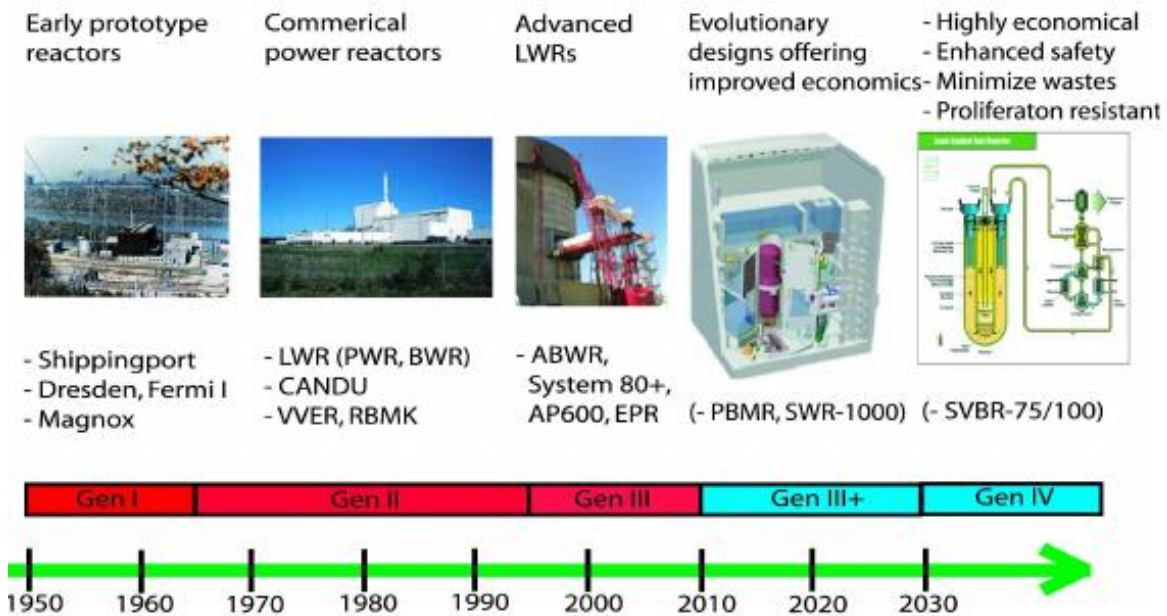 Early prototype
reactors
Commerical
power reactors
Advanced
LWRs
Evolutionary
designs offering
improved economics
- Highly economical
- Enhanced safety
- Minimize wastes
- Proliferaton resistant
- Shippingport
- Dresden, Fermi I
- Magnox
- LWR (PWR, BWR)
- CANDU
- VVER, RBMK
- ABWR,
System 80+,
AP600, EPR
(- PBMR, SWR-1000)
(- SVBR-75/100)
Gen I
Gen II
Gen III
Gen III+
Gen IV
1950
1960
1970
1980
1990
2000
2010
2020
2030